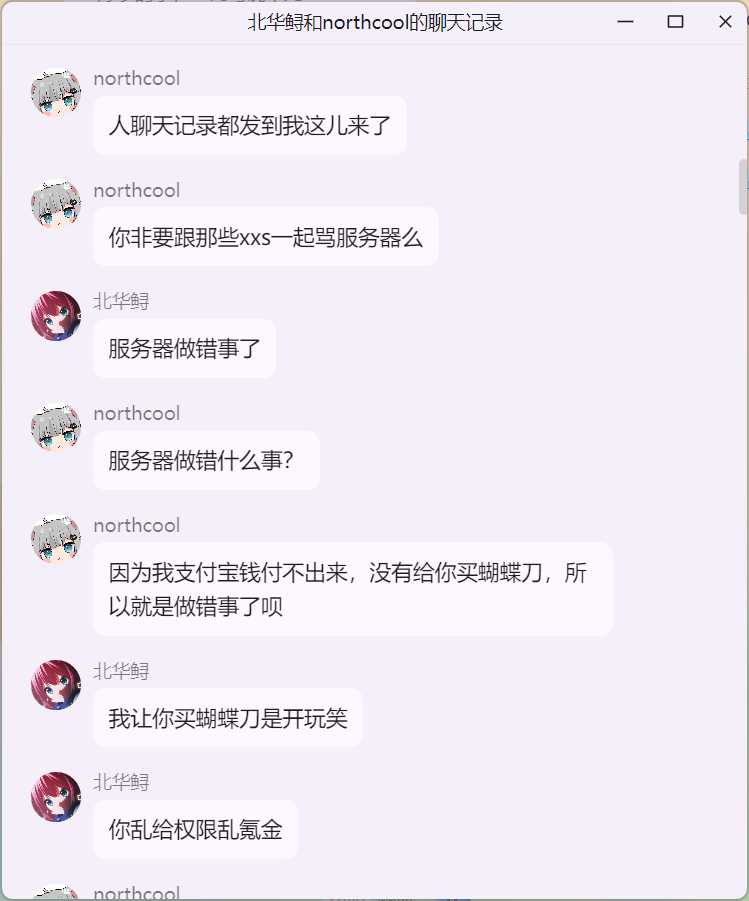 北华鲟和northcool的聊天记录
northcool
人聊天记录都发到我这儿来了
northcool
你非要跟那些xxs一起骂服务器么
北华鲟
服务器做错事了
northcool
服务器做错什么事？
northcool
因为我支付宝钱付不出来，没有给你买蝴蝶刀，所
以就是做错事了呗
北华鲟
我让你买蝴蝶刀是开玩笑
北华鲟
你乱给权限乱氪金
northcool